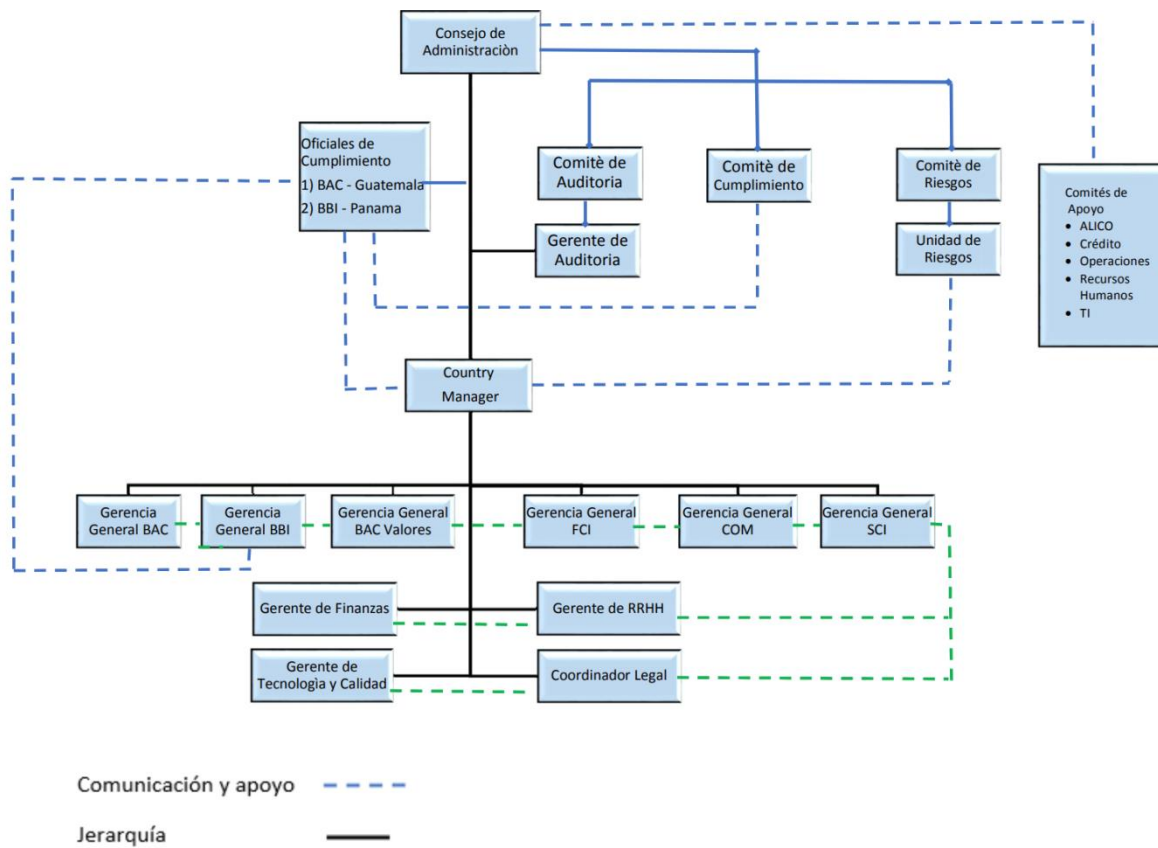 Consejo de
Administraciòn
Oficiales de
Cumplimiento
1) BAC - Guatemala
2) BBI - Panama
Comitè de
Auditoria
Comitè de
Cumplimiento
Comitè de
Riesgos
Gerente de
Auditoria
Unidad de
Riesgos
Comités de
Apoyo
• ALICO
• Crédito
• Operaciones
• Recursos
Humanos
• TI
Country
Manager
Gerencia
General BAC
Gerencia
General BBI
Gerencia General
BAC Valores
Gerencia General
FCI
Gerencia General
COM
Gerencia General
SCI
Gerente de Finanzas
Gerente de RRHH
Gerente de
Tecnologìa y Calidad
Coordinador Legal
Comunicación y apoyo
Jerarquía